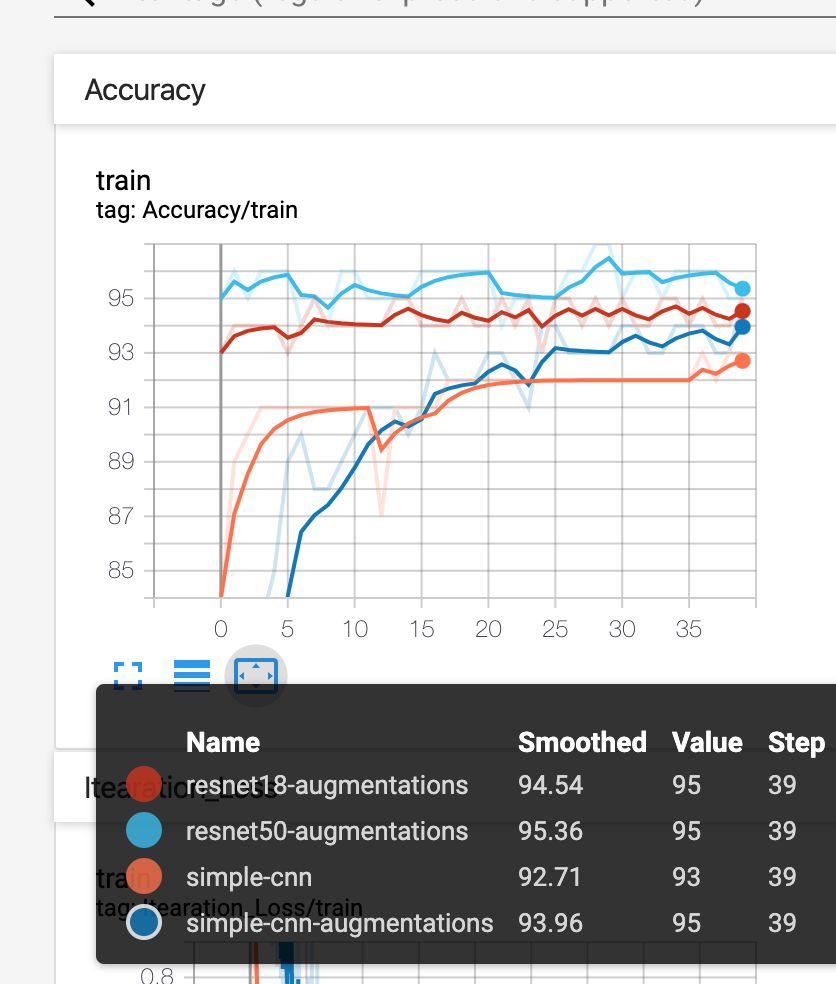 Accuracy
train
tag: Accuracy/train
95
93
91
89
87
85
0 5 10 15 20 25 30 35
Name Smoothed Value Step
resnet18-augmentations 94.54 95 39
resnet50-augmentations 95.36 95 39
simple-cnn 92.71 93 39
simple-cnn-augmentations 93.96 95 39
Itearation_Loss
train
tag: Itearation_Loss/train
0.8